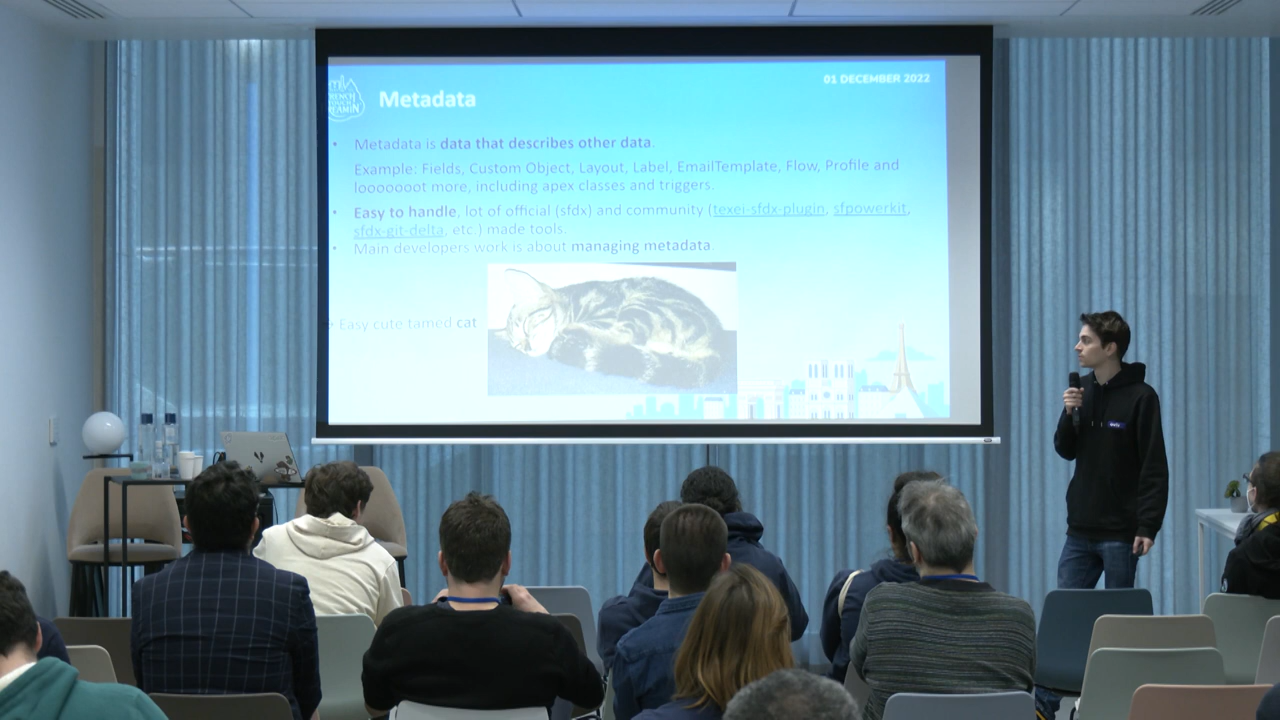 01 DECEMBER 2022
Metadata
• Metadata is data that describes other data.
Example: Fields, Custom Object, Layout, Label, EmailTemplate, Flow, Profile and
looooooot more, including apex classes and triggers.
• Easy to handle, lot of official (sfdx) and community (texei-sfdx-plugin, sfpowerkit,
sfdx-git-delta, etc.) made tools.
• Main developers work is about managing metadata.
Easy cute tamed cat